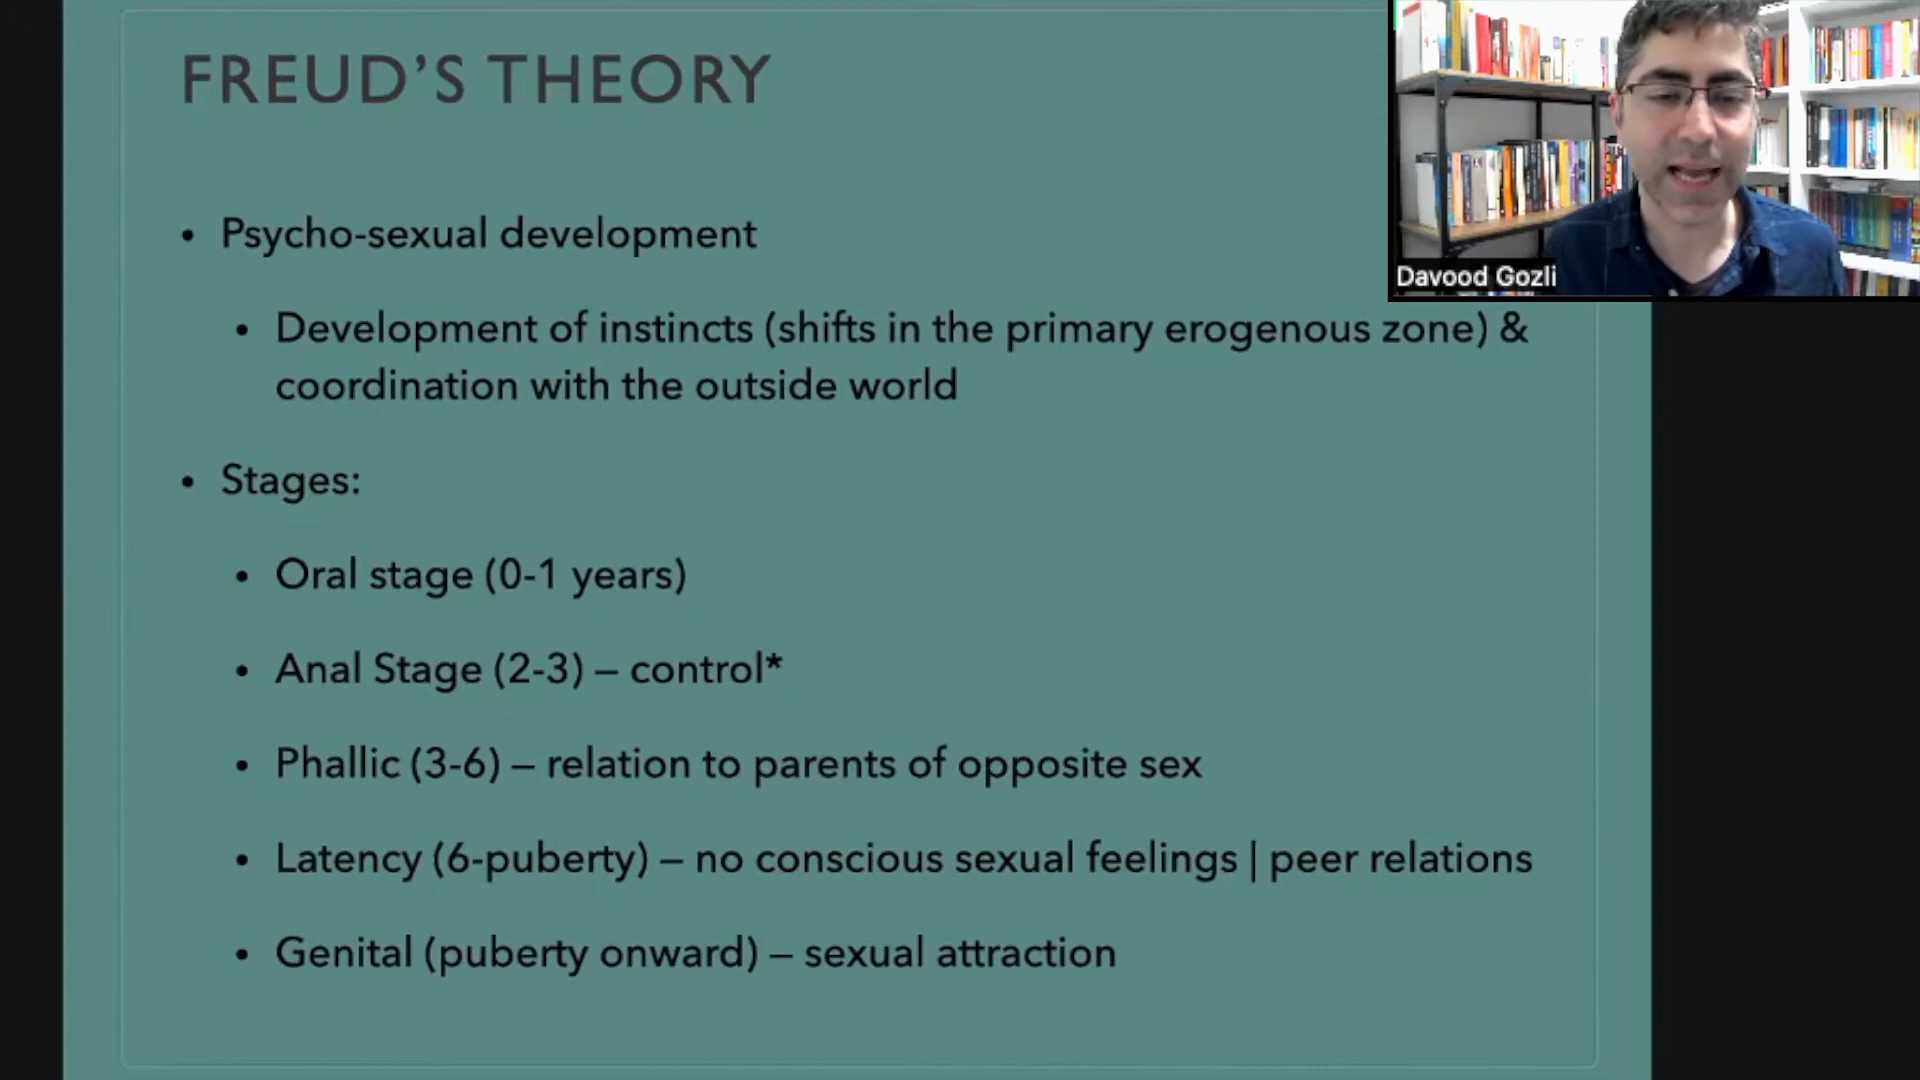 FREUD'S THEORY
• Psycho-sexual development
• Development of instincts (shifts in the primary erogenous zone) &
coordination with the outside world
• Stages:
• Oral stage (0-1 years)
• Anal Stage (2-3) – control*
• Phallic (3-6) – relation to parents of opposite sex
• Latency (6-puberty) – no conscious sexual feelings | peer relations
• Genital (puberty onward) – sexual attraction
Davood Gozli